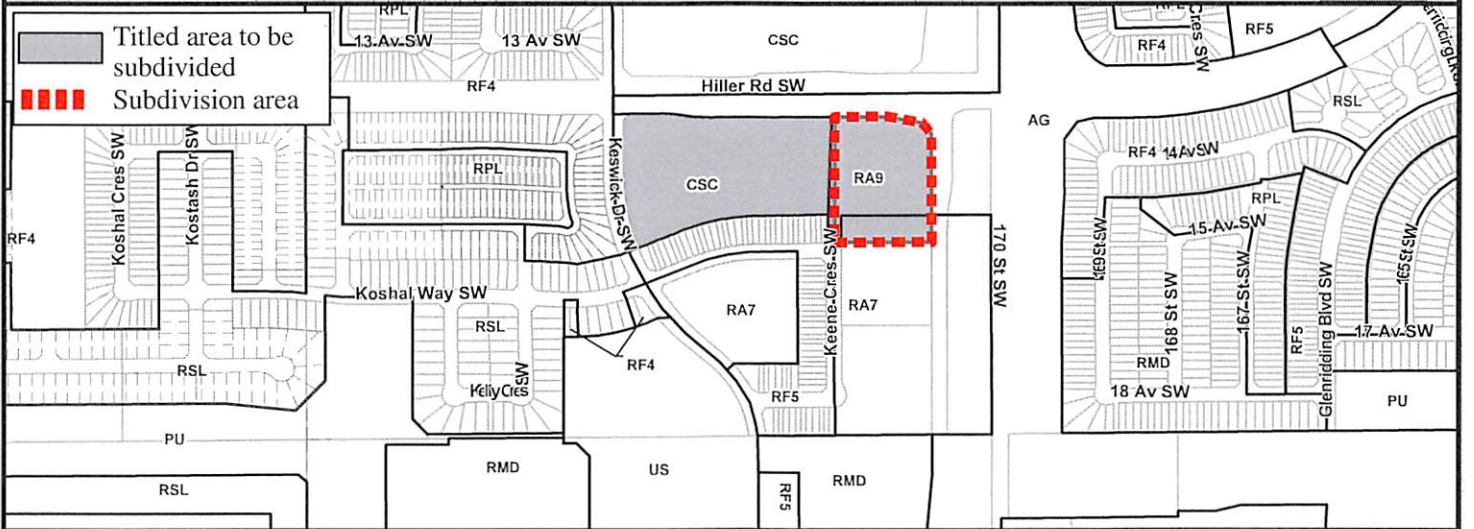 Titled area to be
subdivided
Subdivision area
RPL
13 Av SW
13 Av SW
RF4
CSC
Hiller Rd SW
Cres SW
RF4
RF5
RSL
AG
RF4
14 Av SW
RPL
15 Av SW
Koshal Cres SW
Kostash Dr SW
RPL
Keswick Dr SW
CSC
RA9
RF4
Koshal Way SW
RSL
Kelly Cres SW
RF4
RA7
Keene Cres SW
RA7
170 St SW
169 St SW
168 St SW
167 St SW
RF5
Glenridding Blvd SW
165 St SW
17 Av SW
RMD
18 Av SW
PU
RSL
RF5
PU
RMD
US
RF5
RMD
RSL